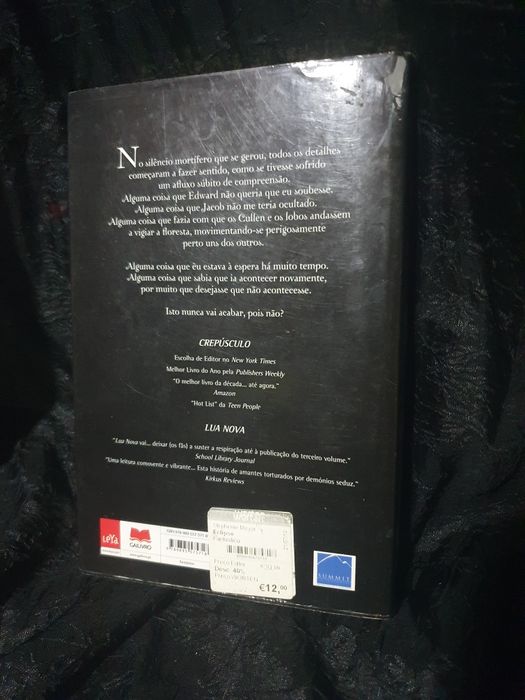 No silêncio mortífero que se gerou, todos os detalhes
começaram a fazer sentido, como se tivesse sofrido
um afluxo súbito de compreensão.
Alguma coisa que Edward não queria que eu soubesse.
Alguma coisa que Jacob não me teria ocultado.
Alguma coisa que fazia com que os Cullen e os lobos andassem
a vigiar a floresta, movimentando-se perigosamente
perto uns dos outros.
Alguma coisa que eu estava à espera há muito tempo.
Alguma coisa que sabia que ia acontecer novamente,
por muito que desejasse que não acontecesse.
Isto nunca vai acabar, pois não?
CREPÚSCULO
Escolha de Editor no New York Times
Melhor Livro do Ano pela Publishers Weekly
"O melhor livro da década... até agora."
Amazon
"Hot List" da Teen People
LUA NOVA
"Lua Nova vai... deixar (os fãs) a suster a respiração até à publicação do terceiro volume."
School Library Journal
"Uma leitura comovente e vibrante... Esta história de amantes torturados por demónios seduz."
Kirkus Reviews
LeYa
GAILIVRO
worten
Eclipse
Desc. 40%
€12,00
SUMMIT